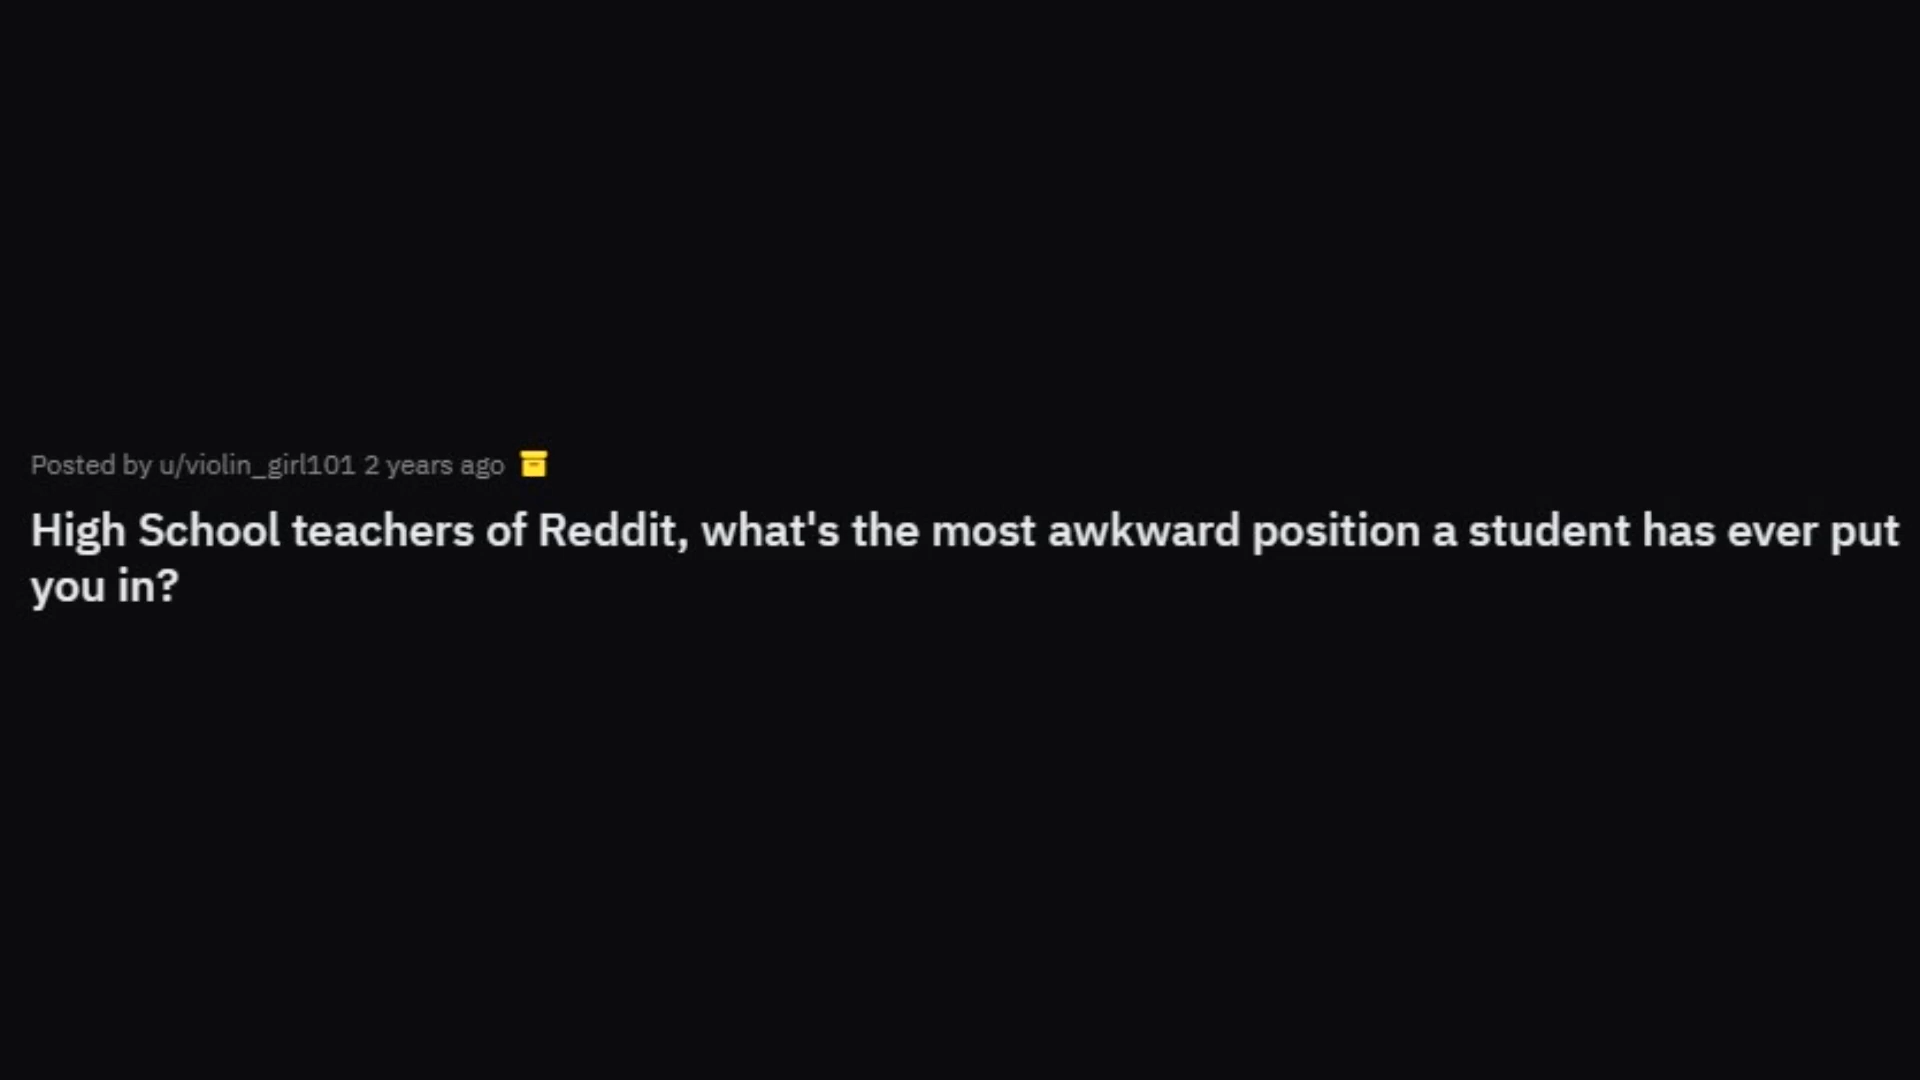 Posted by u/violin_girl101 2 years ago
High School teachers of Reddit, what's the most awkward position a student has ever put
you in?